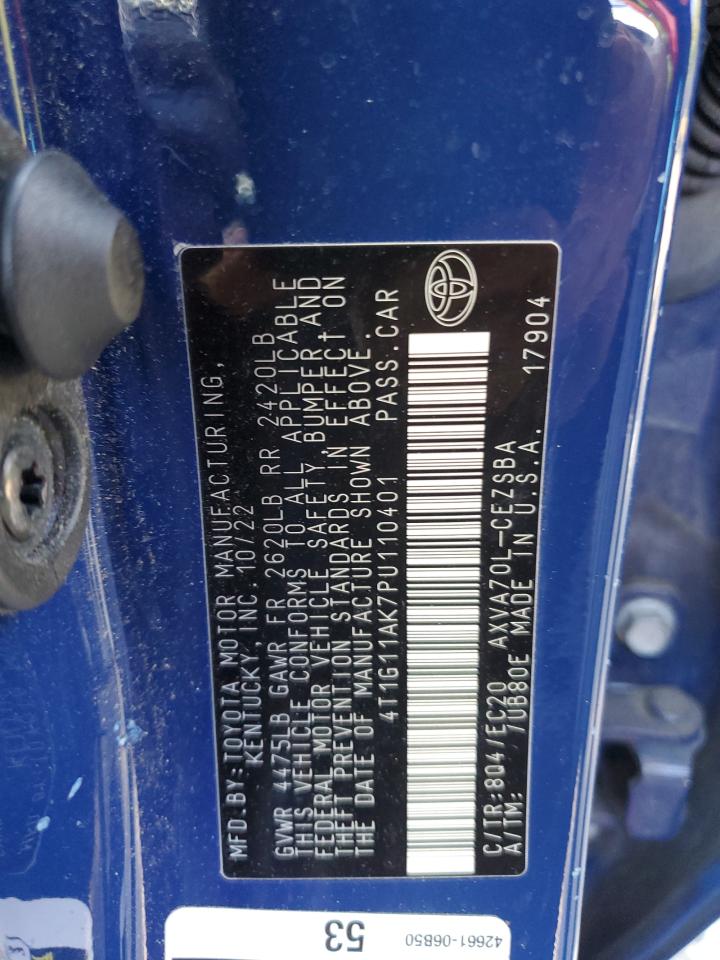 MFD.BY:TOYOTA MOTOR MANUFACTURING,
KENTUCKY, INC. 10/22
GVWR 4475LB GAWR FR 2620LB RR 2420LB
THIS VEHICLE CONFORMS TO ALL APPLICABLE
FEDERAL MOTOR VEHICLE SAFETY, BUMPER, AND
THEFT PREVENTION STANDARDS IN EFFECT ON
THE DATE OF MANUFACTURE SHOWN ABOVE.
4T1G11AK7PU110401 PASS.CAR
C/TR:8Q4/EC20 AXVA70L-CEZSBA
A/TM: /UB80E MADE IN U.S.A. 17904
53
42661-06B50